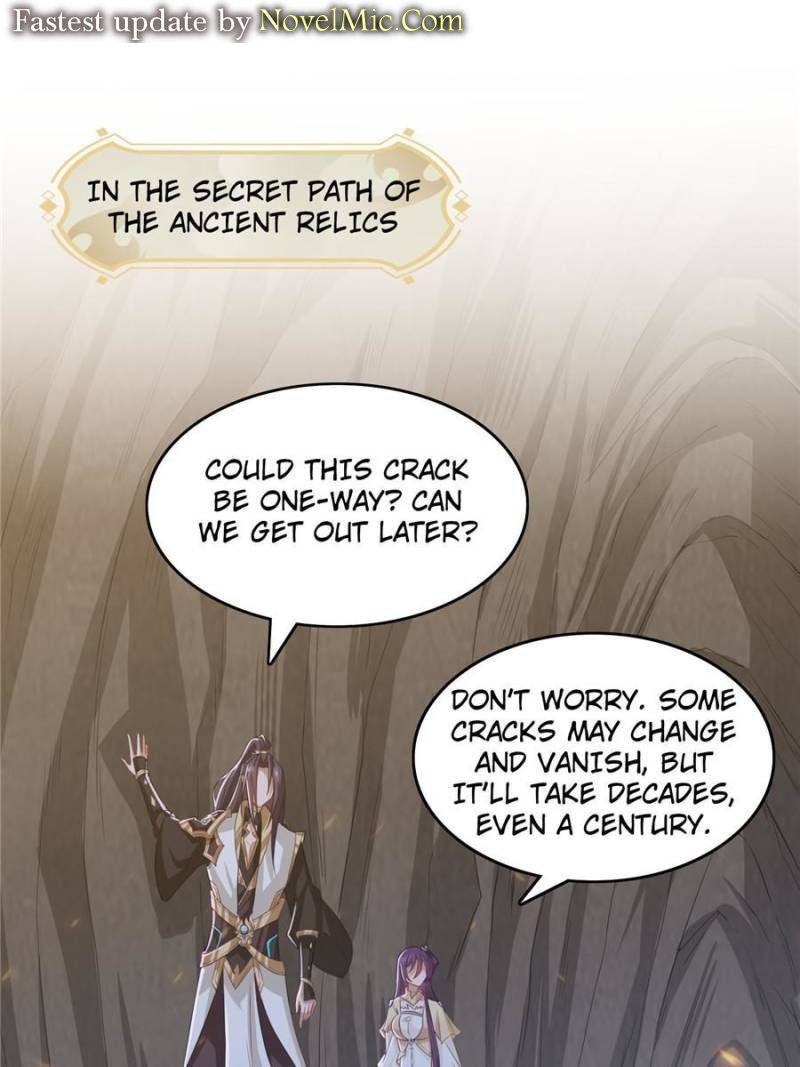 Fastest update by NovelMic.Com
IN THE SECRET PATH OF
THE ANCIENT RELICS
COULD THIS CRACK
BE ONE-WAY? CAN
WE GET OUT LATER?
DON'T WORRY. SOME
CRACKS MAY CHANGE
AND VANISH, BUT
IT'LL TAKE DECADES,
EVEN A CENTURY.